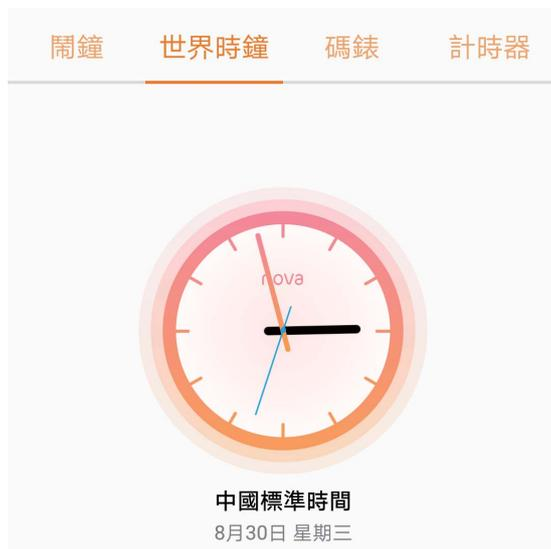 鬧鐘 世界時鐘 碼錶 計時器
nova
中國標準時間
8月30日 星期三